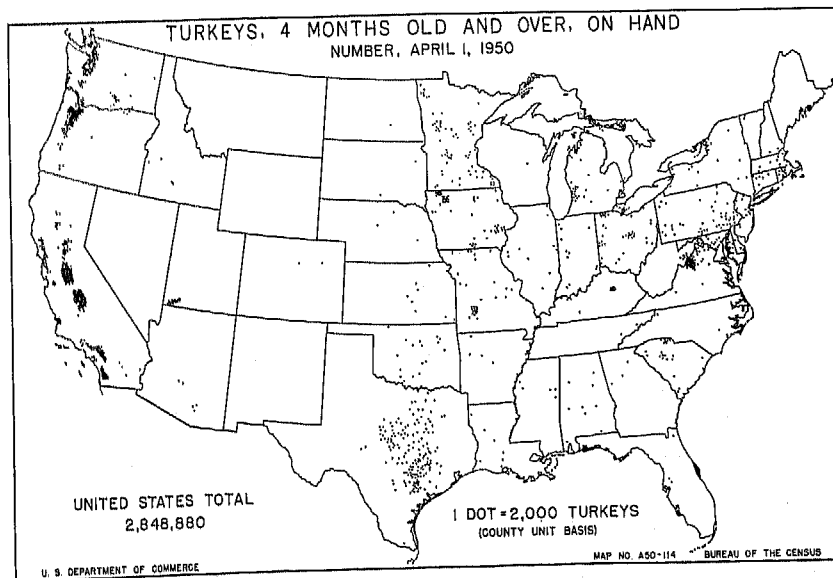 TURKEYS, 4 MONTHS OLD AND OVER, ON HAND
NUMBER, APRIL 1, 1950
UNITED STATES TOTAL
2,848,880
1 DOT = 2,000 TURKEYS
(COUNTY UNIT BASIS)
U. S. DEPARTMENT OF COMMERCE
MAP NO. A50-114 BUREAU OF THE CENSUS